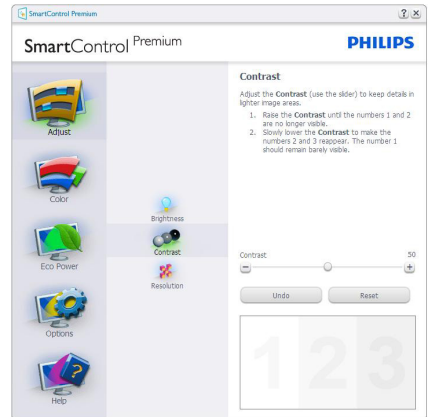 SmartControl Premium
SmartControl Premium
PHILIPS
Adjust
Color
Eco Power
Options
Help
Brightness
Contrast
Resolution
Contrast
Adjust the Contrast (use the slider) to keep details in
lighter image areas.
1. Raise the Contrast until the numbers 1 and 2
are no longer visible.
2. Slowly lower the Contrast to make the
numbers 2 and 3 reappear. The number 1
should remain barely visible.
Contrast 50
Undo Reset
1 2 3